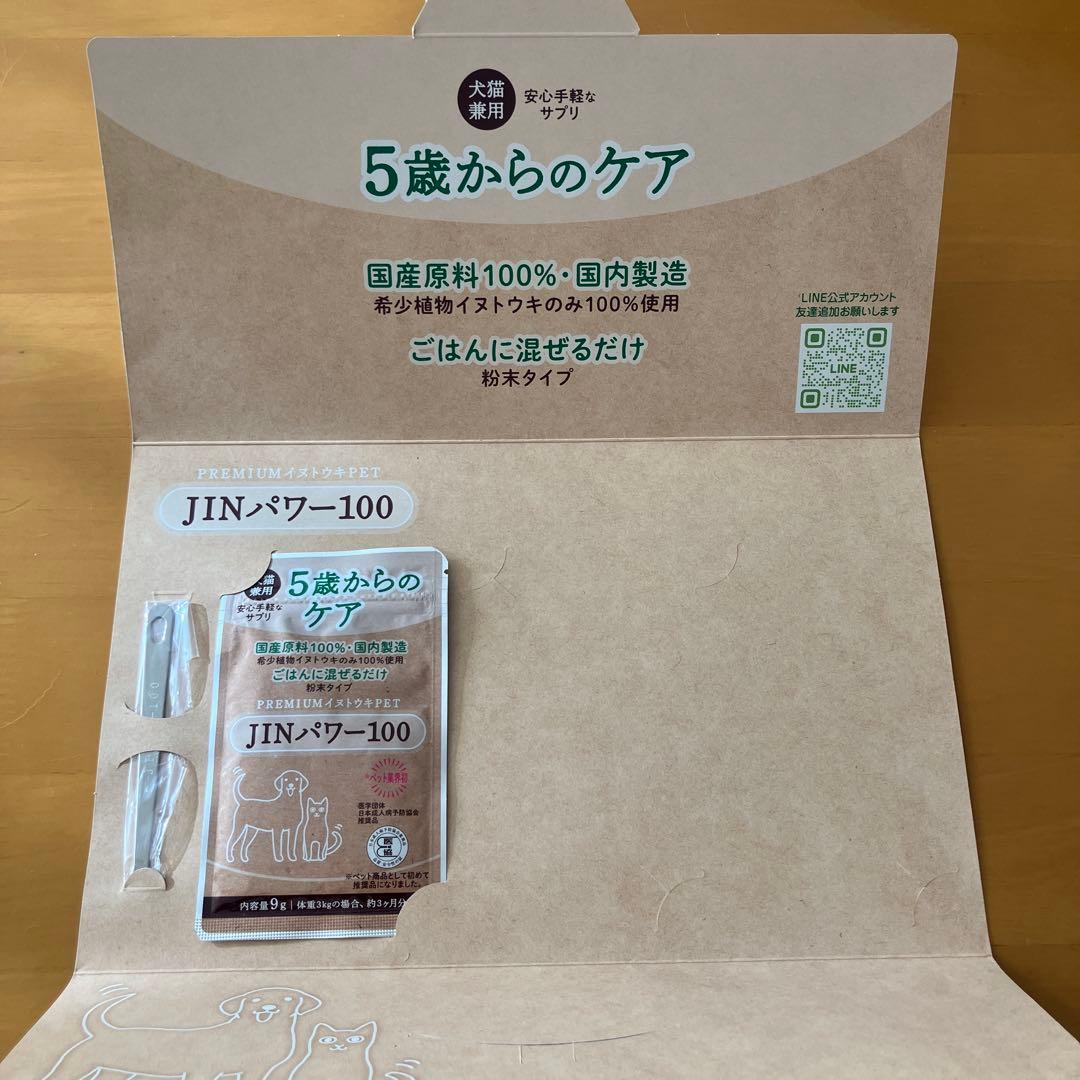 犬猫
兼用
安心手軽な
サプリ
5歳からのケア
国産原料100%・国内製造
希少植物イヌトウキのみ100%使用
ごはんに混ぜるだけ
粉末タイプ
LINE公式アカウント
友達追加お願いします
LINE
PREMIUMイヌトウキPET
JINパワー100
犬猫
兼用
安心手軽な
サプリ
5歳からの
ケア
国産原料100%・国内製造
希少植物イヌトウキのみ100%使用
ごはんに混ぜるだけ
粉末タイプ
PREMIUMイヌトウキPET
JINパワー100
※ペット業界初
医学団体
日本成人病予防協会
推奨品
医協
※ペット商品として初めて
推奨品になりました。
内容量9g|体重3kgの場合、約3ヶ月分